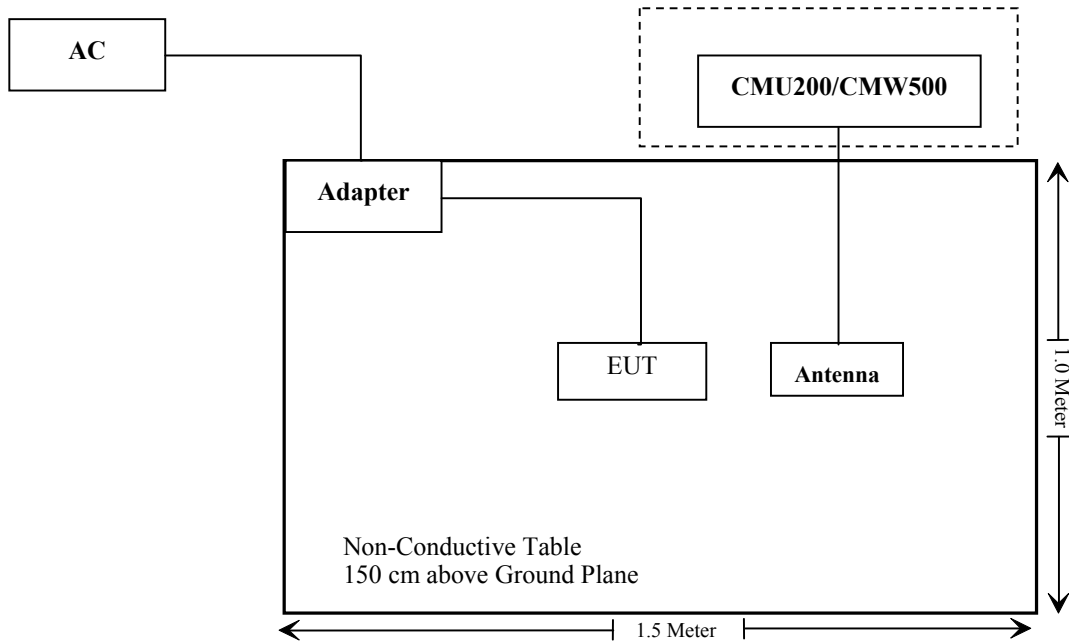 AC
CMU200/CMW500
Adapter
EUT
Antenna
1.0 Meter
Non-Conductive Table
150 cm above Ground Plane
1.5 Meter